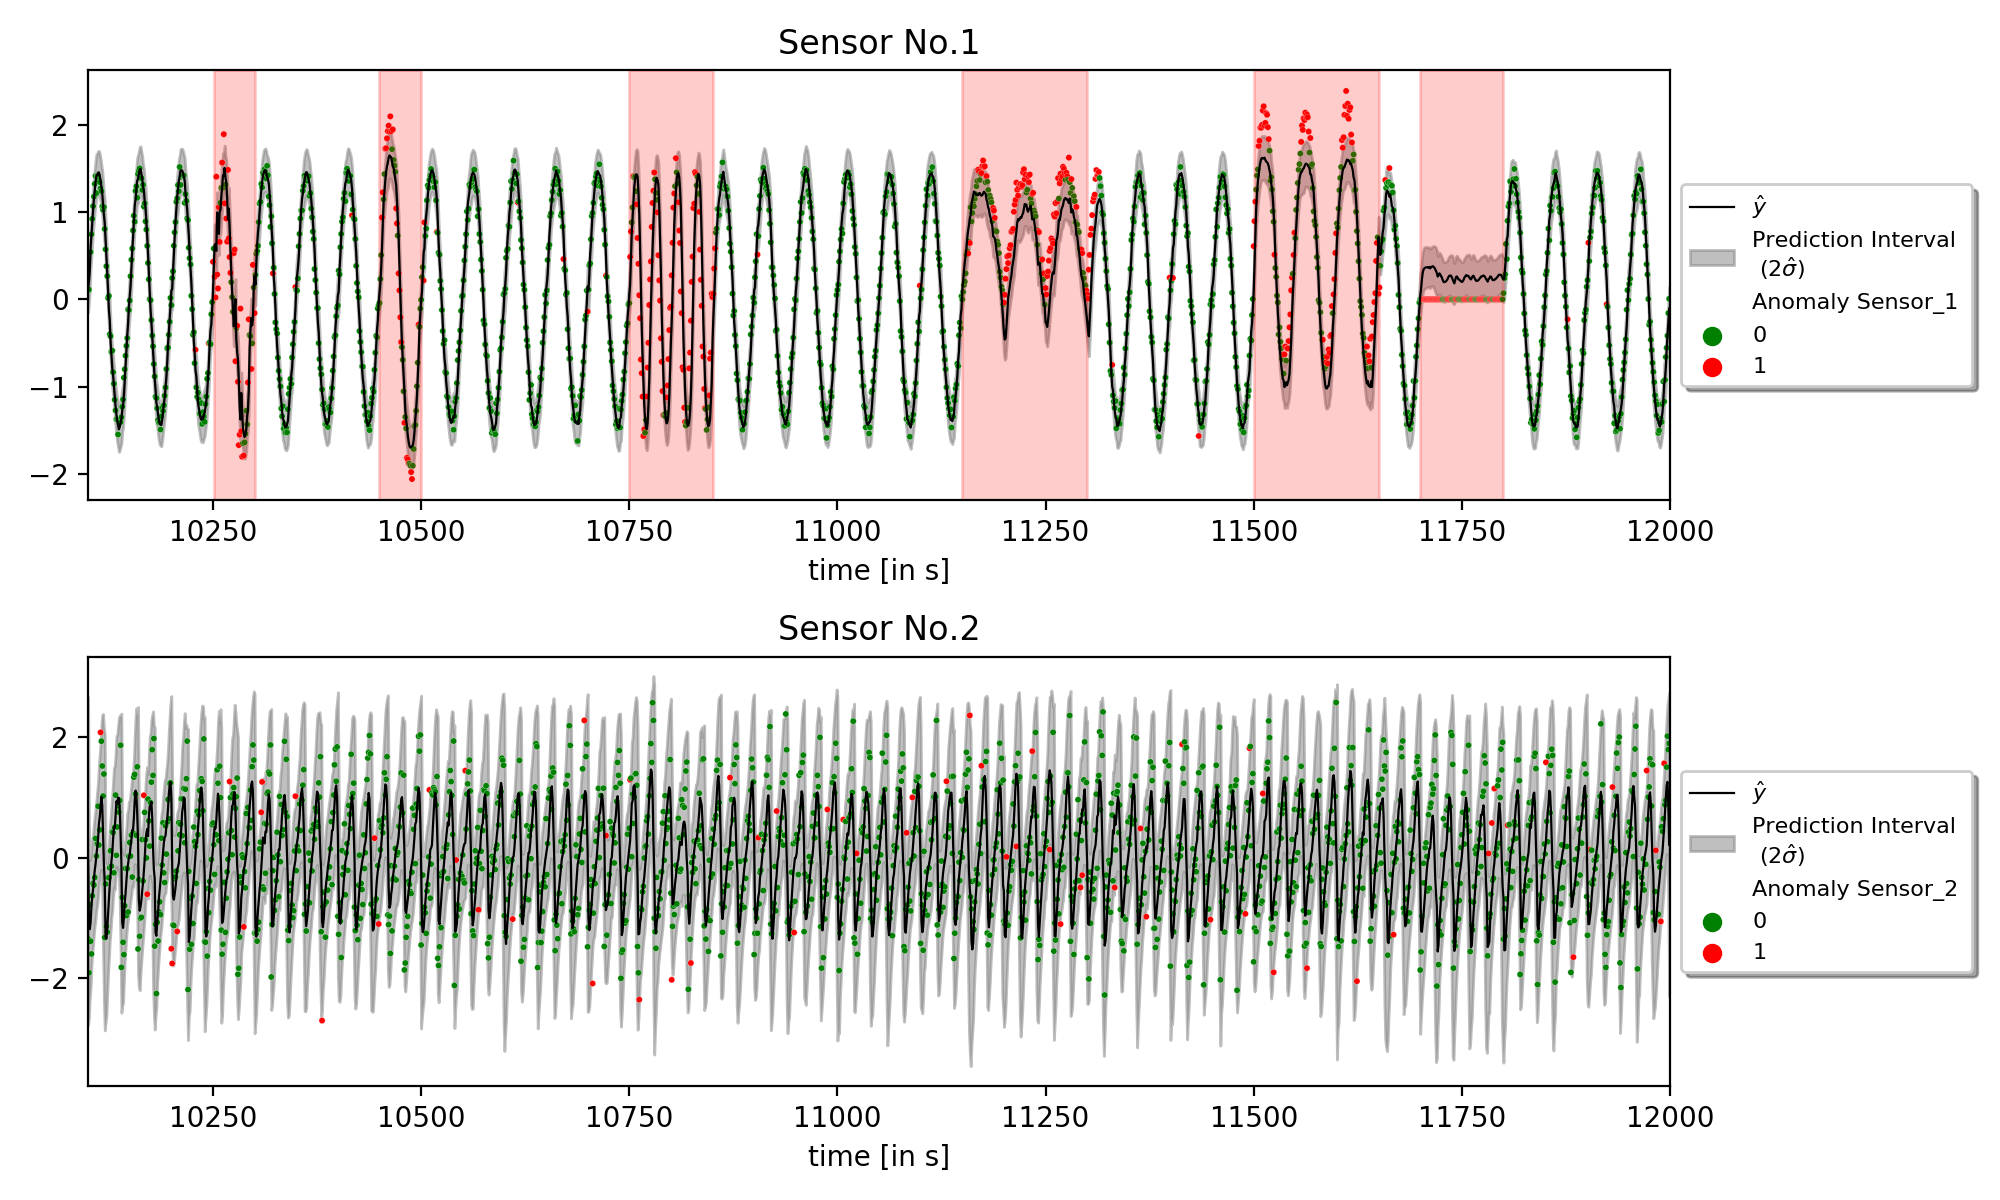 Sensor No.1
2
1
0
−1
−2
10250 10500 10750 11000 11250 11500 11750 12000
time [in s]
ŷ
Prediction Interval
(2σ̂)
Anomaly Sensor_1
0
1
Sensor No.2
2
0
−2
10250 10500 10750 11000 11250 11500 11750 12000
time [in s]
ŷ
Prediction Interval
(2σ̂)
Anomaly Sensor_2
0
1